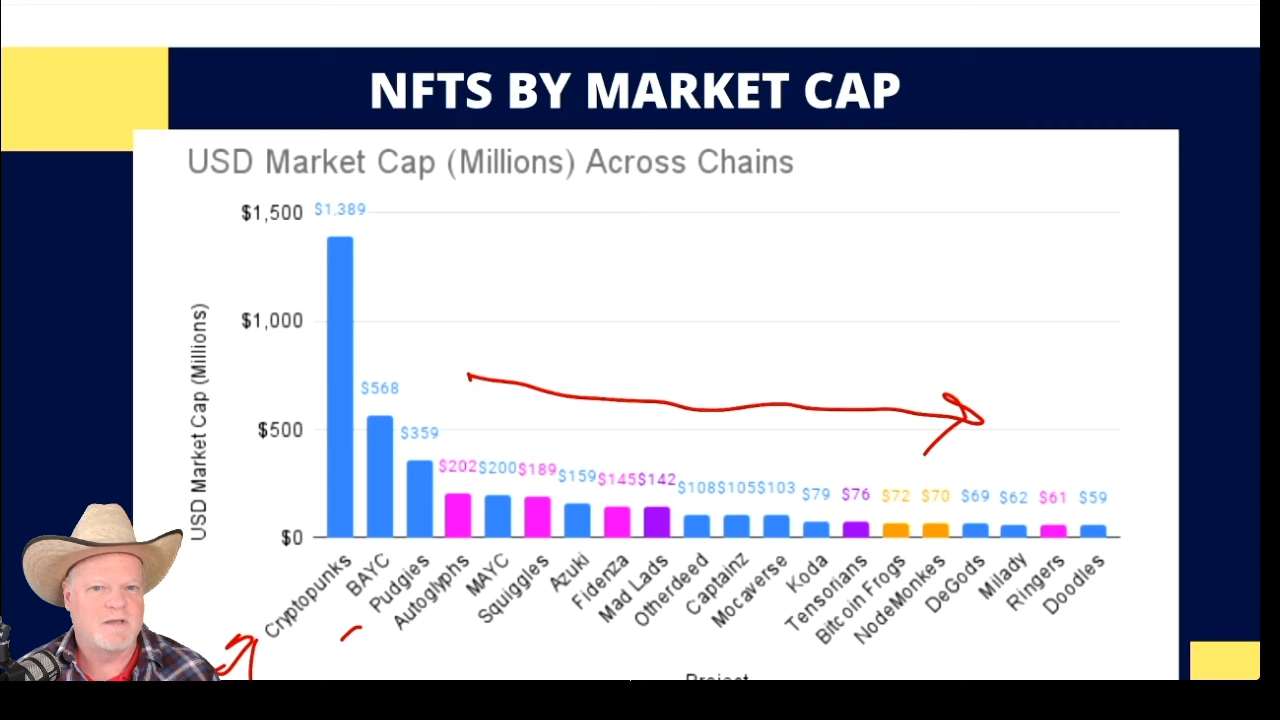 NFTS BY MARKET CAP
USD Market Cap (Millions) Across Chains
USD Market Cap (Millions)
$1,500
$1,000
$500
$0
$1,389
$568
$359
$202
$200
$189
$159
$145
$142
$108
$105
$103
$79
$76
$72
$70
$69
$62
$61
$59
Cryptopunks
BAYC
Pudgies
Autoglyphs
MAYC
Squiggles
Azuki
Fidenza
Mad Lads
Otherdeed
Captainz
Mocaverse
Koda
Tensorians
Bitcoin Frogs
NodeMonkes
DeGods
Milady
Ringers
Doodles
Project